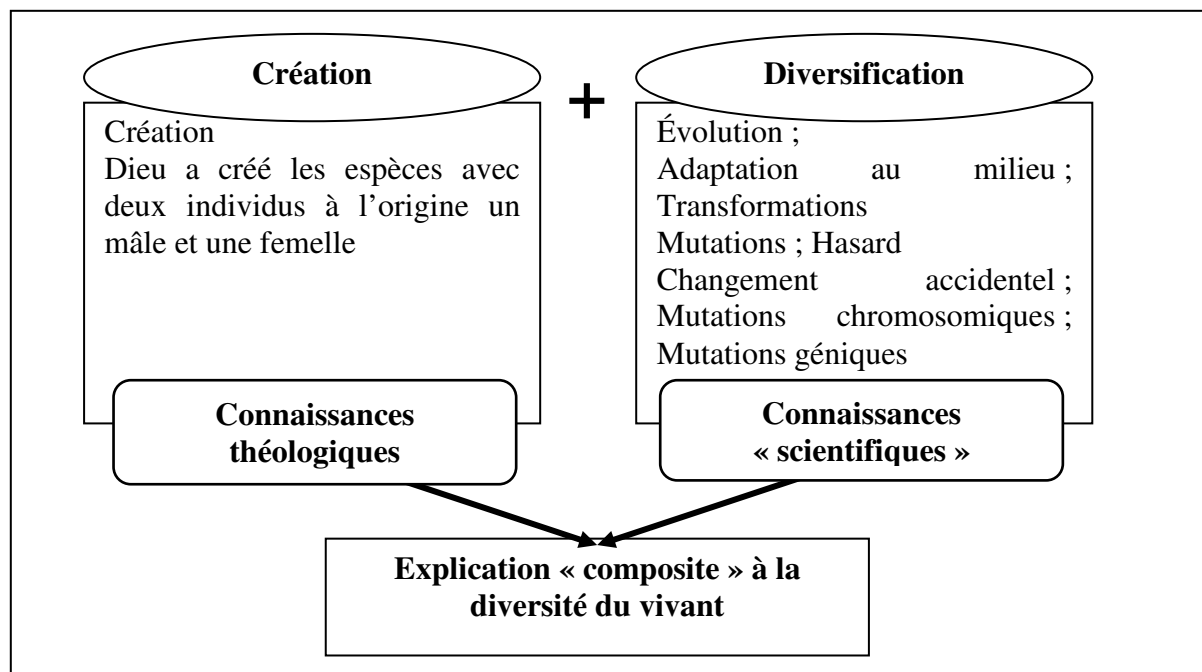 Création
Création
Dieu a créé les espèces avec
deux individus à l’origine un
mâle et une femelle
Connaissances
théologiques
+
Diversification
Évolution ;
Adaptation au milieu ;
Transformations
Mutations ; Hasard
Changement accidentel ;
Mutations chromosomiques ;
Mutations géniques
Connaissances
« scientifiques »
Explication « composite » à la
diversité du vivant